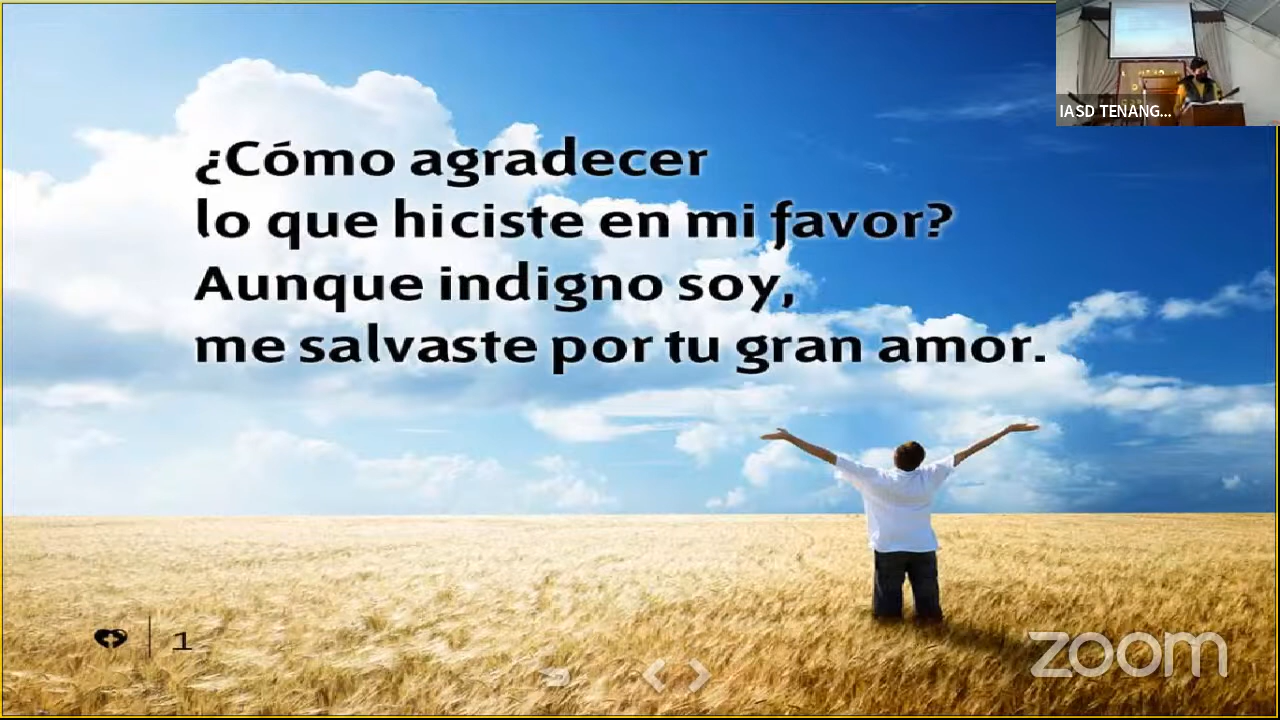 ¿Cómo agradecer
lo que hiciste en mi favor?
Aunque indigno soy,
me salvaste por tu gran amor.
IASD TENANG...
1
zoom